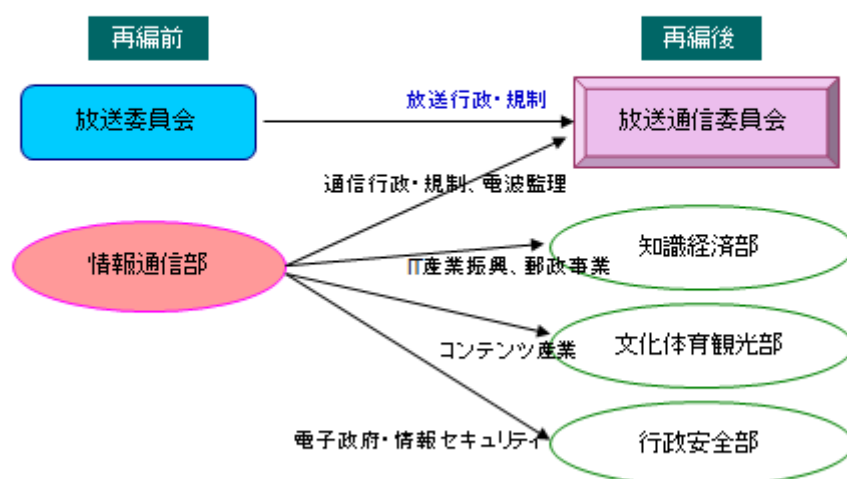 再編前
再編後
放送委員会
放送行政・規制
放送通信委員会
通信行政・規制、電波監理
情報通信部
知識経済部
IT産業振興、郵政事業
文化体育観光部
コンテンツ産業
電子政府・情報セキュリティ
行政安全部